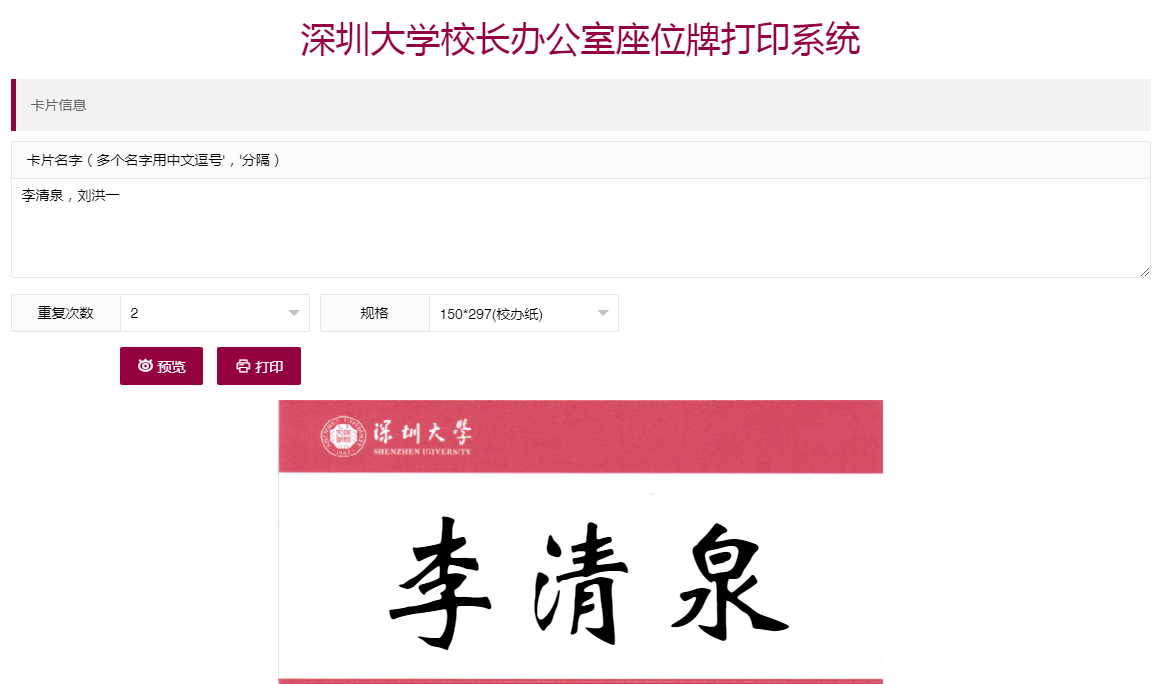 深圳大学校长办公室座位牌打印系统
卡片信息
卡片名字（多个名字用中文逗号'，'分隔）
李清泉，刘洪一
重复次数 2 规格 150*297(校办纸)
预览 打印
深圳大學
SHENZHEN UNIVERSITY
李清泉